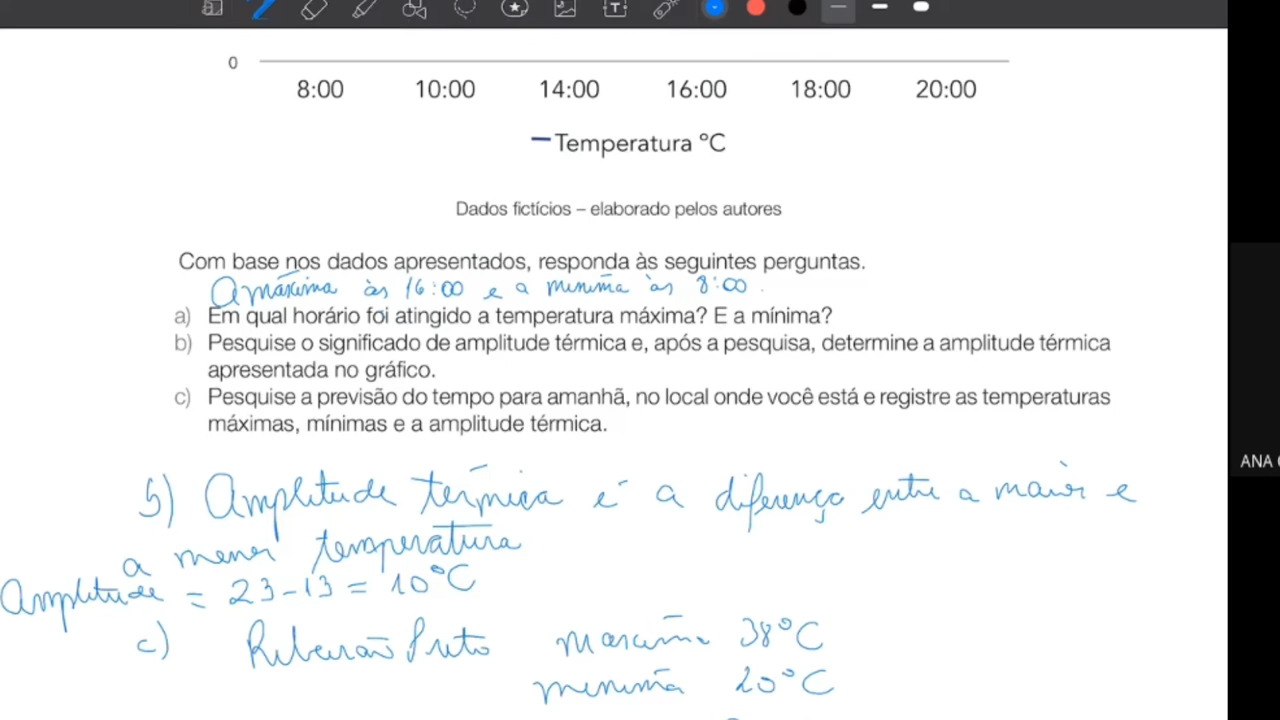 0
8:00 10:00 14:00 16:00 18:00 20:00
Temperatura ºC
Dados fictícios – elaborado pelos autores
Com base nos dados apresentados, responda às seguintes perguntas.
A máxima às 16:00 e a mínima às 8:00.
a) Em qual horário foi atingido a temperatura máxima? E a mínima?
b) Pesquise o significado de amplitude térmica e, após a pesquisa, determine a amplitude térmica
apresentada no gráfico.
c) Pesquise a previsão do tempo para amanhã, no local onde você está e registre as temperaturas
máximas, mínimas e a amplitude térmica.
ANA
b) Amplitude térmica é a diferença entre a maior e
a menor temperatura
Amplitude = 23-13 = 10°C
c) Ribeirão Preto máxima 38°C
mínima 20°C